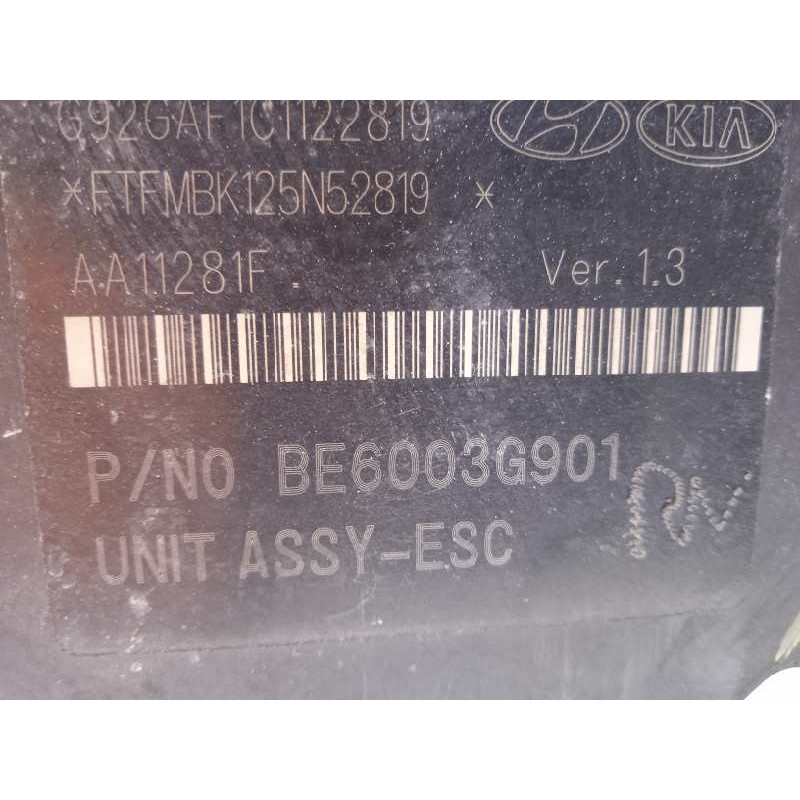 G92GAF1C1122819
KIA
*FTFMBK125N52819 *
AA11281F. Ver. 1.3
P/NO BE6003G901
UNIT ASSY-ESC